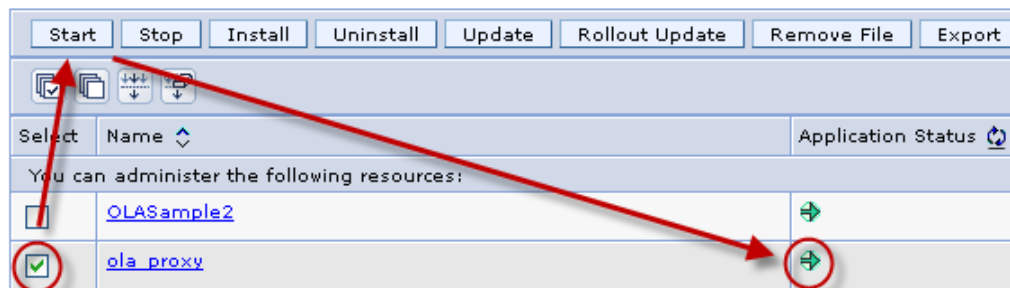 Start Stop Install Uninstall Update Rollout Update Remove File Export
Select Name Application Status
You can administer the following resources:
OLASample2
ola_proxy